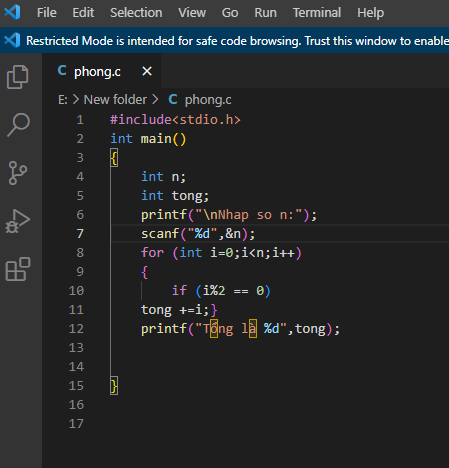 File Edit Selection View Go Run Terminal Help
Restricted Mode is intended for safe code browsing. Trust this window to enable
C phong.c ×
E: > New folder > C phong.c
1 #include<stdio.h>
2 int main()
3 {
4 int n;
5 int tong;
6 printf("\nNhap so n:");
7 scanf("%d",&n);
8 for (int i=0;i<n;i++)
9 {
10 if (i%2 == 0)
11 tong +=i;}
12 printf("Tổng là %d",tong);
13
14
15 }
16
17